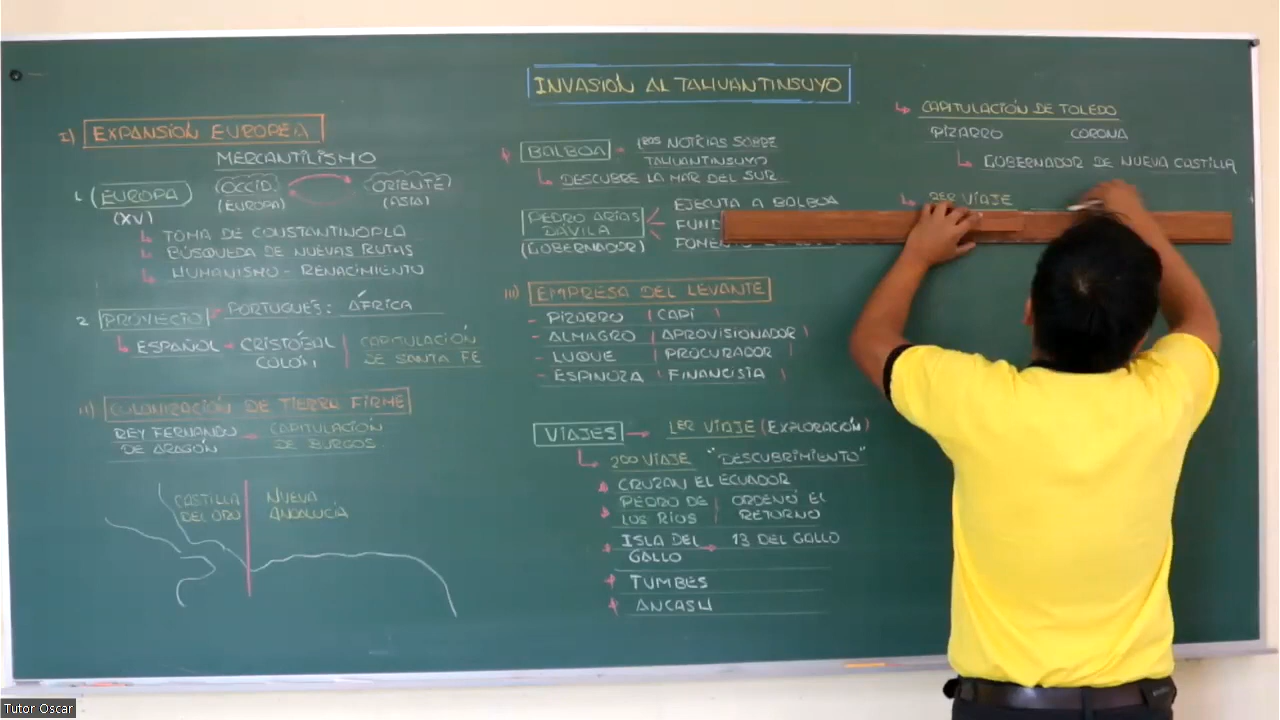 INVASIÓN AL TAHUANTINSUYO
I) EXPANSIÓN EUROPEA
MERCANTILISMO
1. (EUROPA) OCCID. ORIENTE
(XV) (EUROPA) (ASIA)
TOMA DE CONSTANTINOPLA
BÚSQUEDA DE NUEVAS RUTAS
HUMANISMO - RENACIMIENTO
2 PROYECTO PORTUGUÉS: ÁFRICA
ESPAÑOL CRISTÓBAL COLÓN
CAPITULACIÓN DE SANTA FE
II) COLONIZACIÓN DE TIERRA FIRME
REY FERNANDO DE ARAGÓN
CAPITULACIÓN DE BURGOS
CASTILLA DEL ORO
NUEVA ANDALUCÍA
BALBOA 1RAS NOTICIAS SOBRE
TAHUANTINSUYO
DESCUBRE LA MAR DEL SUR
PEDRO ARIAS DÁVILA
(GOBERNADOR)
EJECUTA A BALBOA
III) EMPRESA DEL LEVANTE
- PIZARRO (CAP)
- ALMAGRO (APROVISIONADOR)
- LUQUE (PROCURADOR)
- ESPINOZA (FINANCISTA)
VIAJES 1ER VIAJE (EXPLORACIÓN)
2DO VIAJE "DESCUBRIMIENTO"
CRUZAN EL ECUADOR
PEDRO DE LOS RÍOS
ORDENÓ EL RETORNO
ISLA DEL GALLO 13 DEL GALLO
TUMBES
ANCASH
CAPITULACIÓN DE TOLEDO
PIZARRO CORONA
GOBERNADOR DE NUEVA CASTILLA
3ER VIAJE
Tutor Oscar